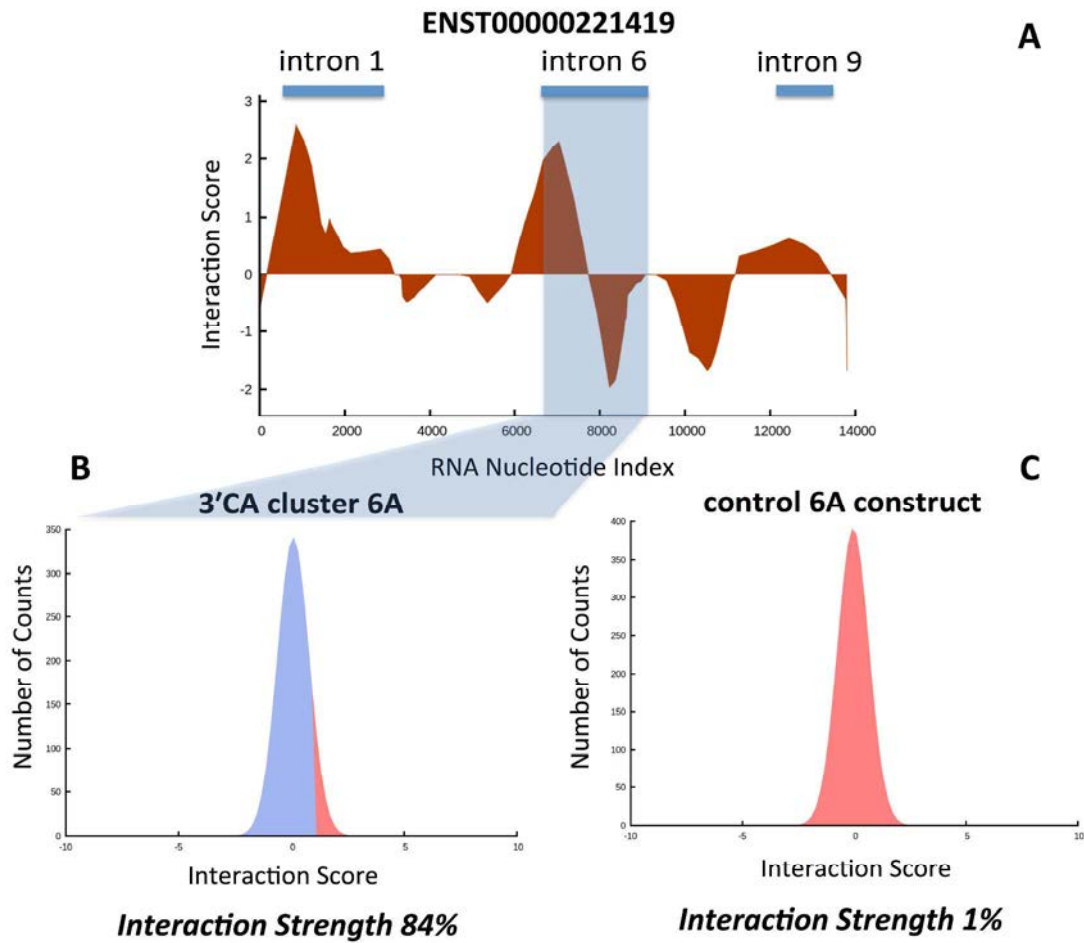 ENST00000221419
A
intron 1
intron 6
intron 9
Interaction Score
3
2
1
0
-1
-2
0 2000 4000 6000 8000 10000 12000 14000
RNA Nucleotide Index
B
3'CA cluster 6A
Number of Counts
350
300
250
200
150
100
50
0
-10 -5 0 5 10
Interaction Score
Interaction Strength 84%
C
control 6A construct
Number of Counts
400
350
300
250
200
150
100
50
0
-10 -5 0 5 10
Interaction Score
Interaction Strength 1%